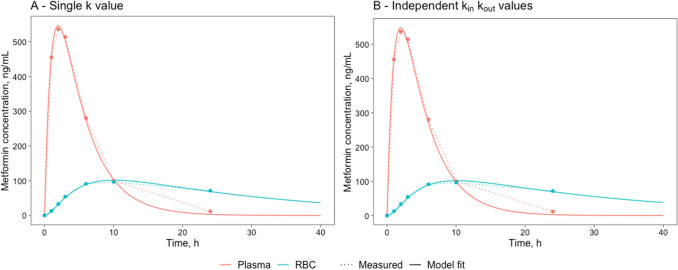 A - Single k value
Metformin concentration, ng/mL
500
400
300
200
100
0
0 10 20 30 40
Time, h
B - Independent kin kout values
Metformin concentration, ng/mL
500
400
300
200
100
0
0 10 20 30 40
Time, h
Plasma RBC Measured Model fit